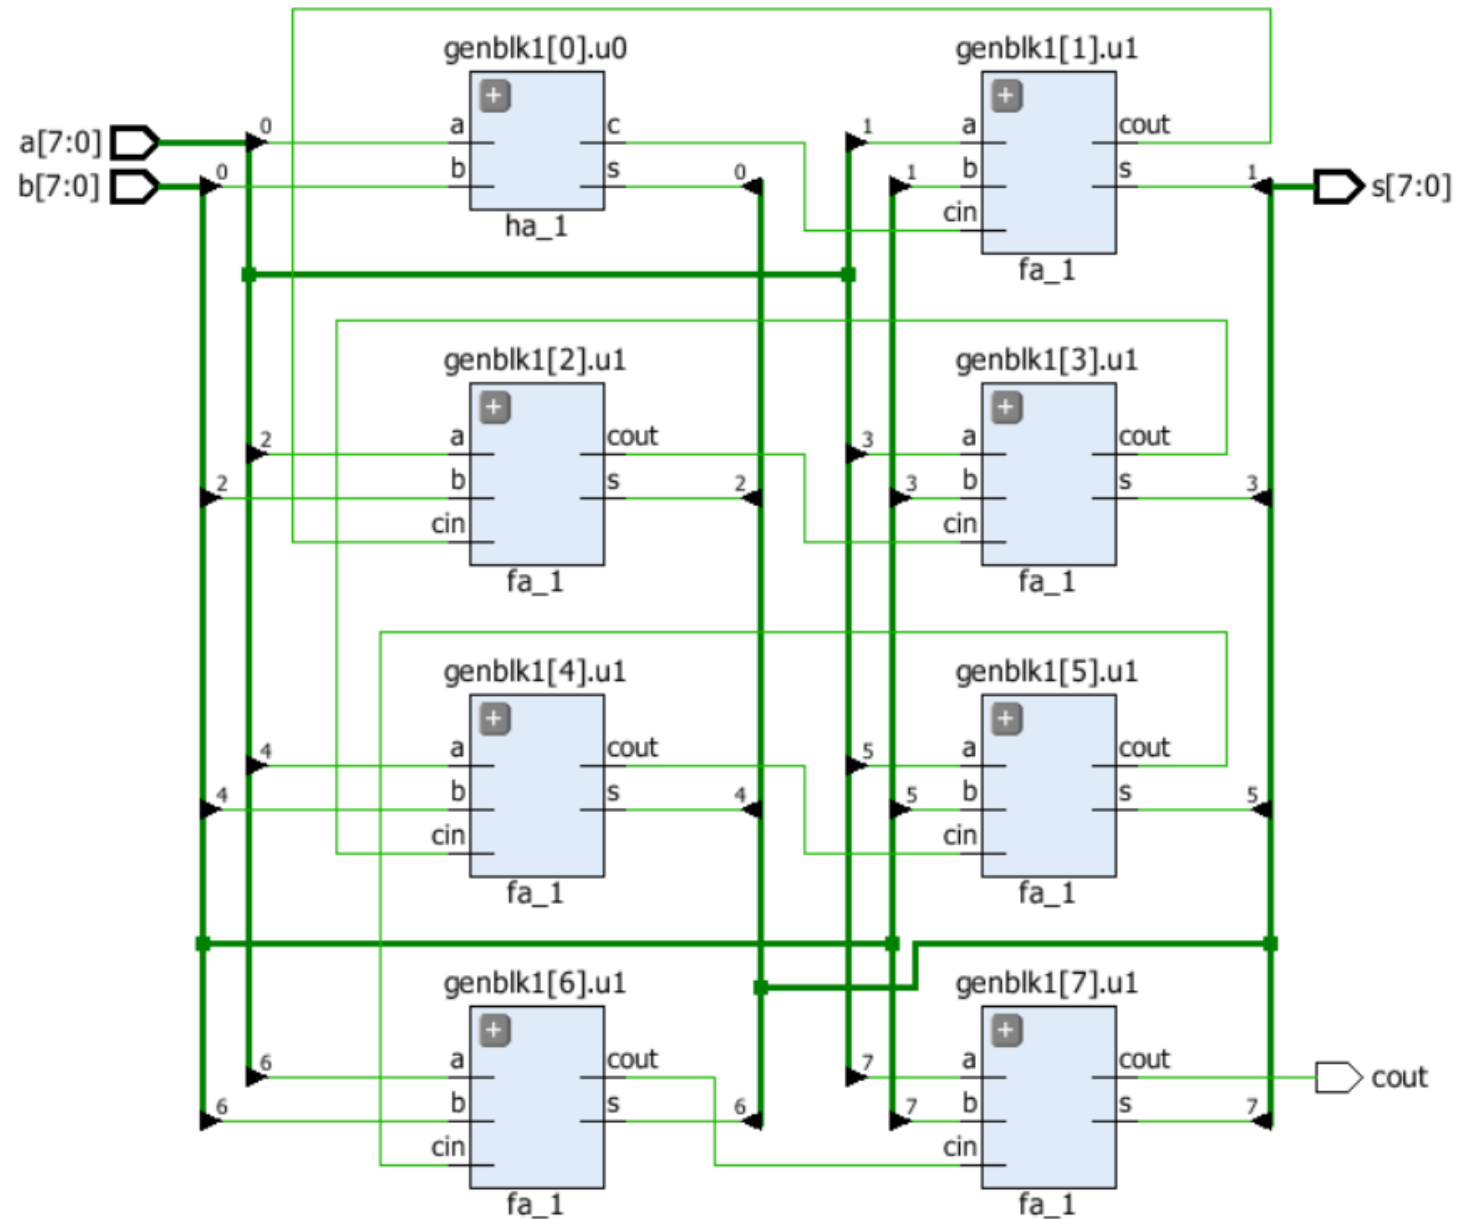 genblk1[0].u0 genblk1[1].u1
a[7:0] 0 a c 1 a cout
b[7:0] 0 b s 0 1 b s 1 s[7:0]
cin
ha_1 fa_1
genblk1[2].u1 genblk1[3].u1
2 a cout 3 a cout
2 b s 2 3 b s 3
cin cin
fa_1 fa_1
genblk1[4].u1 genblk1[5].u1
4 a cout 5 a cout
4 b s 4 5 b s 5
cin cin
fa_1 fa_1
genblk1[6].u1 genblk1[7].u1
6 a cout 7 a cout cout
6 b s 6 7 b s 7
cin cin
fa_1 fa_1